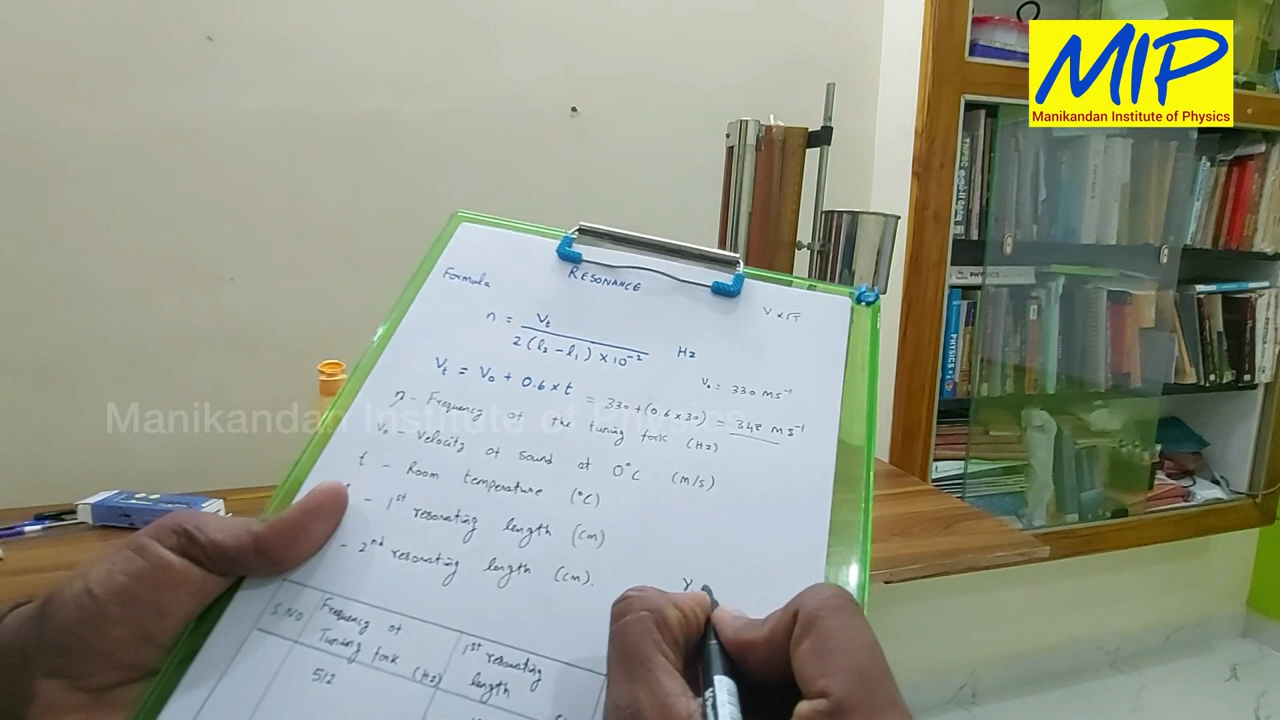 MIP
Manikandan Institute of Physics
RESONANCE
Formula
V ∝ √T
n = Vt / 2(l2 – l1) × 10⁻² Hz
Vt = V0 + 0.6 × t
V0 = 330 ms⁻¹
= 330 + (0.6 × 30) = 348 ms⁻¹
n – Frequency of the tuning fork (Hz)
V0 – Velocity of sound at 0°C (m/s)
t – Room temperature (°C)
– 1st resonating length (cm)
– 2nd resonating length (cm).
S.NO
Frequency of
Tuning fork (Hz)
1st resonating
length
512
Manikandan Institute of Physics
PHYSICS
PHYSICS